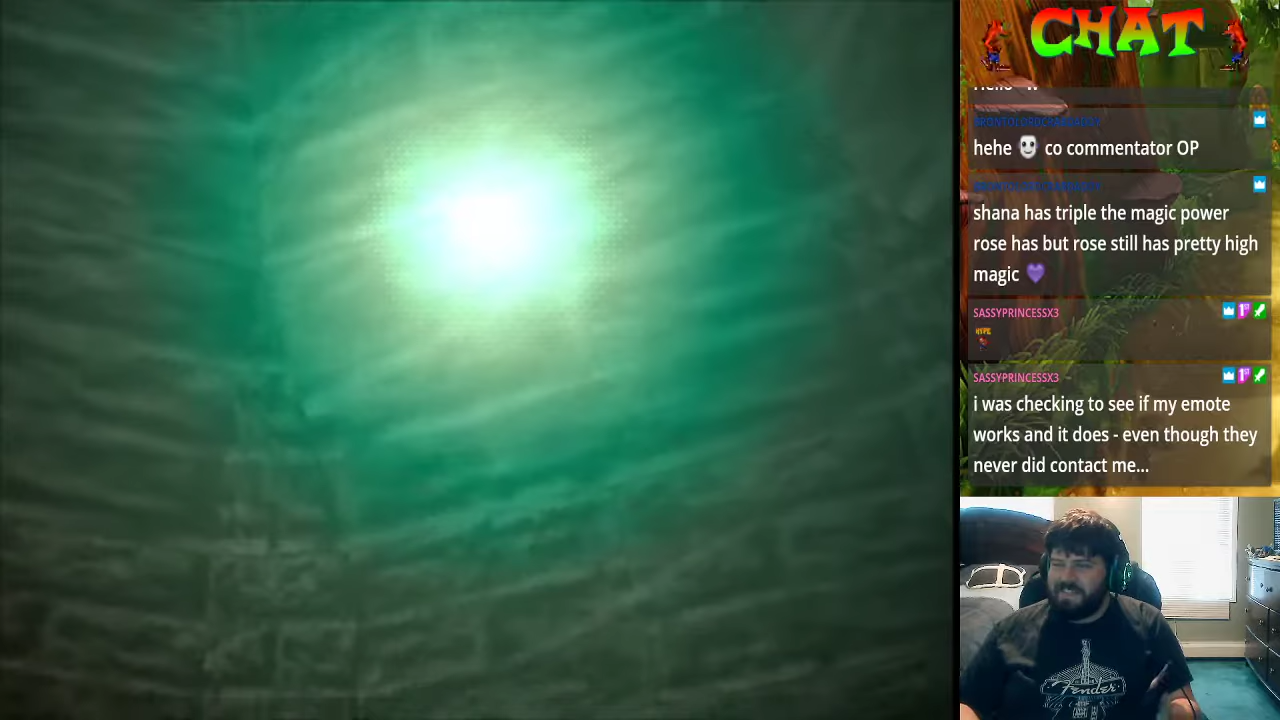 CHAT
hehe co commentator OP
shana has triple the magic power
rose has but rose still has pretty high
magic
SASSYPRINCESSX3
HYPE
SASSYPRINCESSX3
i was checking to see if my emote
works and it does - even though they
never did contact me...
Fender